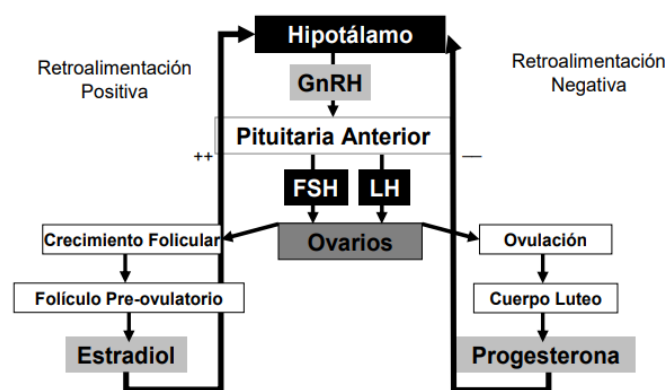 Hipotálamo
Retroalimentación
Positiva
Retroalimentación
Negativa
GnRH
Pituitaria Anterior
++
—
FSH
LH
Crecimiento Folicular
Ovarios
Ovulación
Folículo Pre-ovulatorio
Cuerpo Luteo
Estradiol
Progesterona